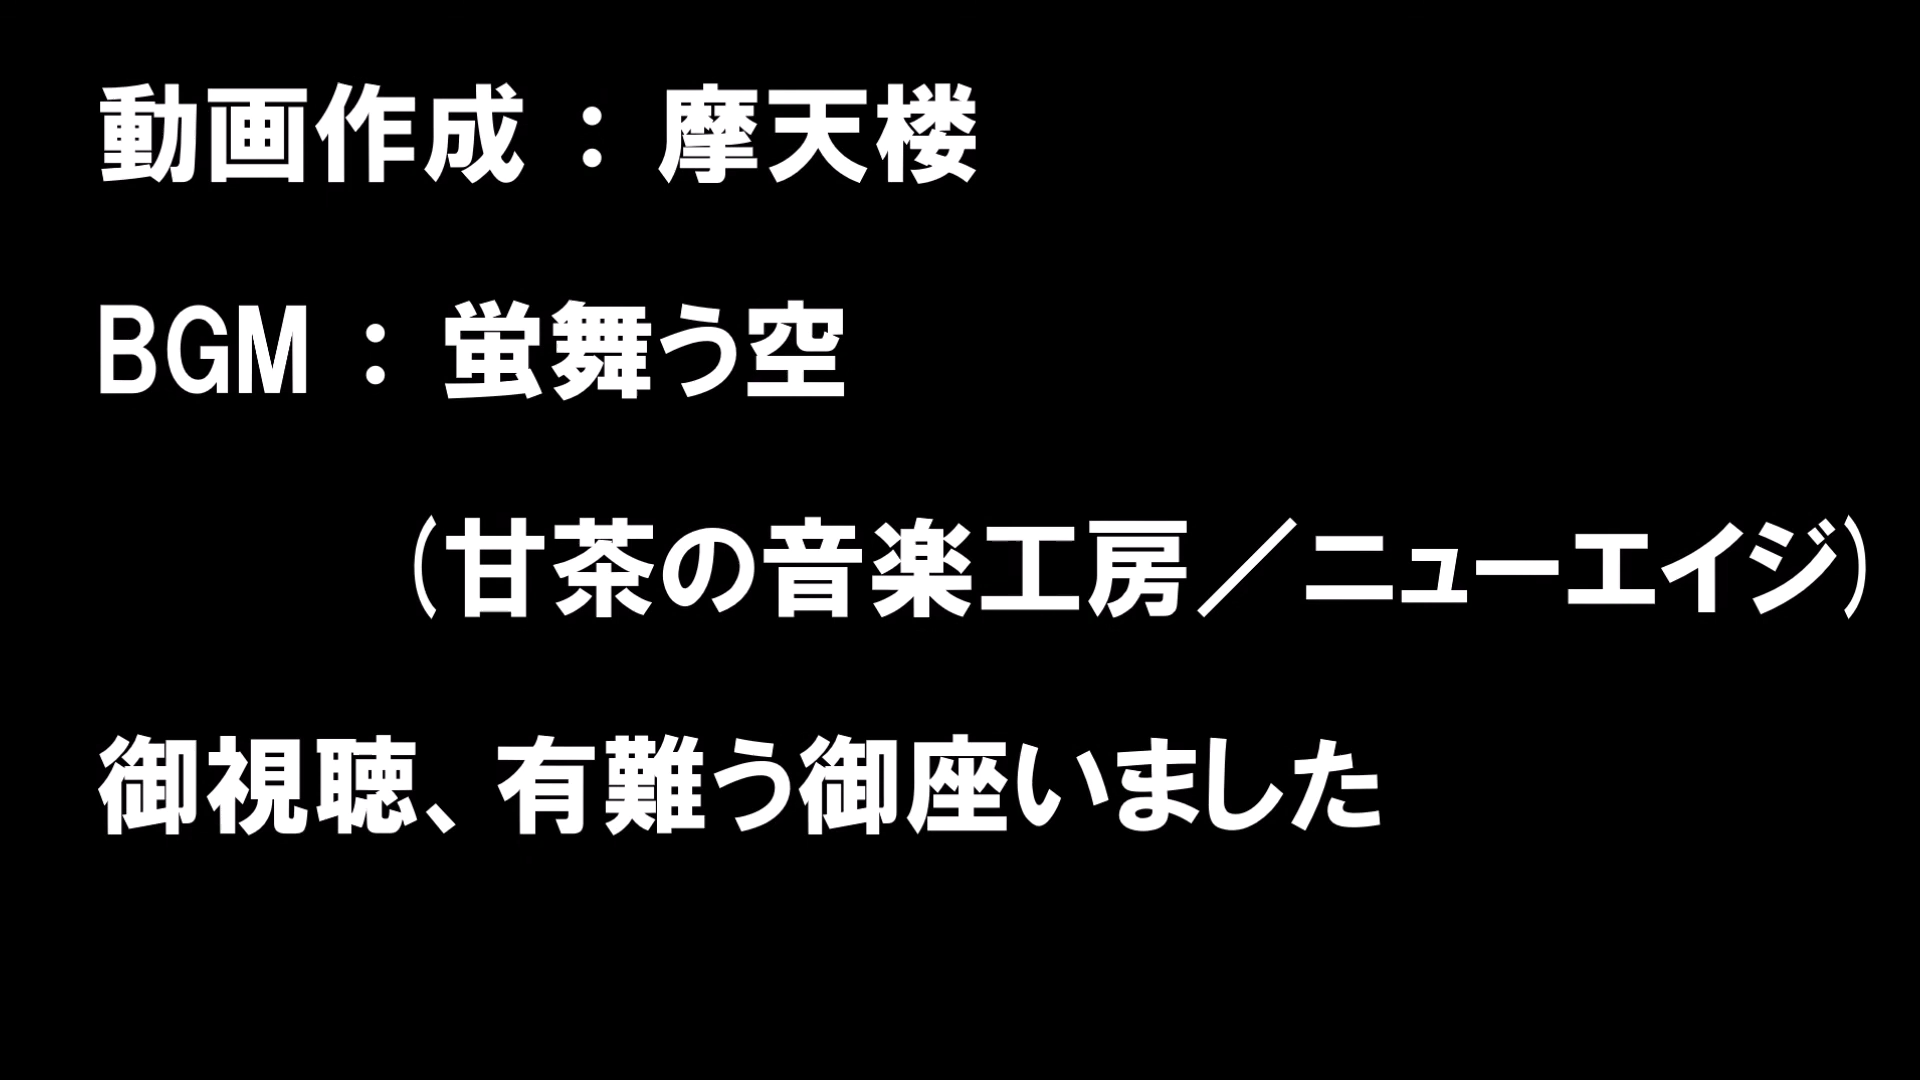 動画作成 : 摩天楼
BGM : 蛍舞う空
(甘茶の音楽工房／ニューエイジ)
御視聴、有難う御座いました